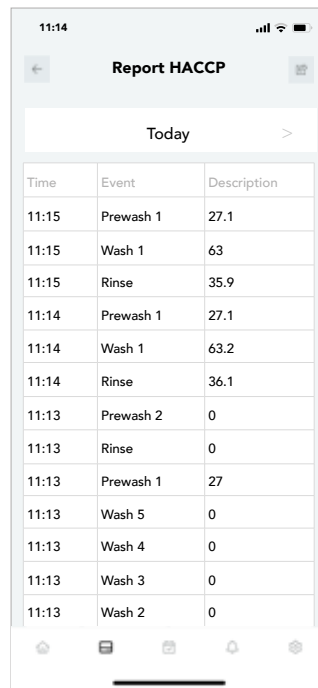 11:14
Report HACCP
Today >
Time Event Description
11:15 Prewash 1 27.1
11:15 Wash 1 63
11:15 Rinse 35.9
11:14 Prewash 1 27.1
11:14 Wash 1 63.2
11:14 Rinse 36.1
11:13 Prewash 2 0
11:13 Rinse 0
11:13 Prewash 1 27
11:13 Wash 5 0
11:13 Wash 4 0
11:13 Wash 3 0
11:13 Wash 2 0